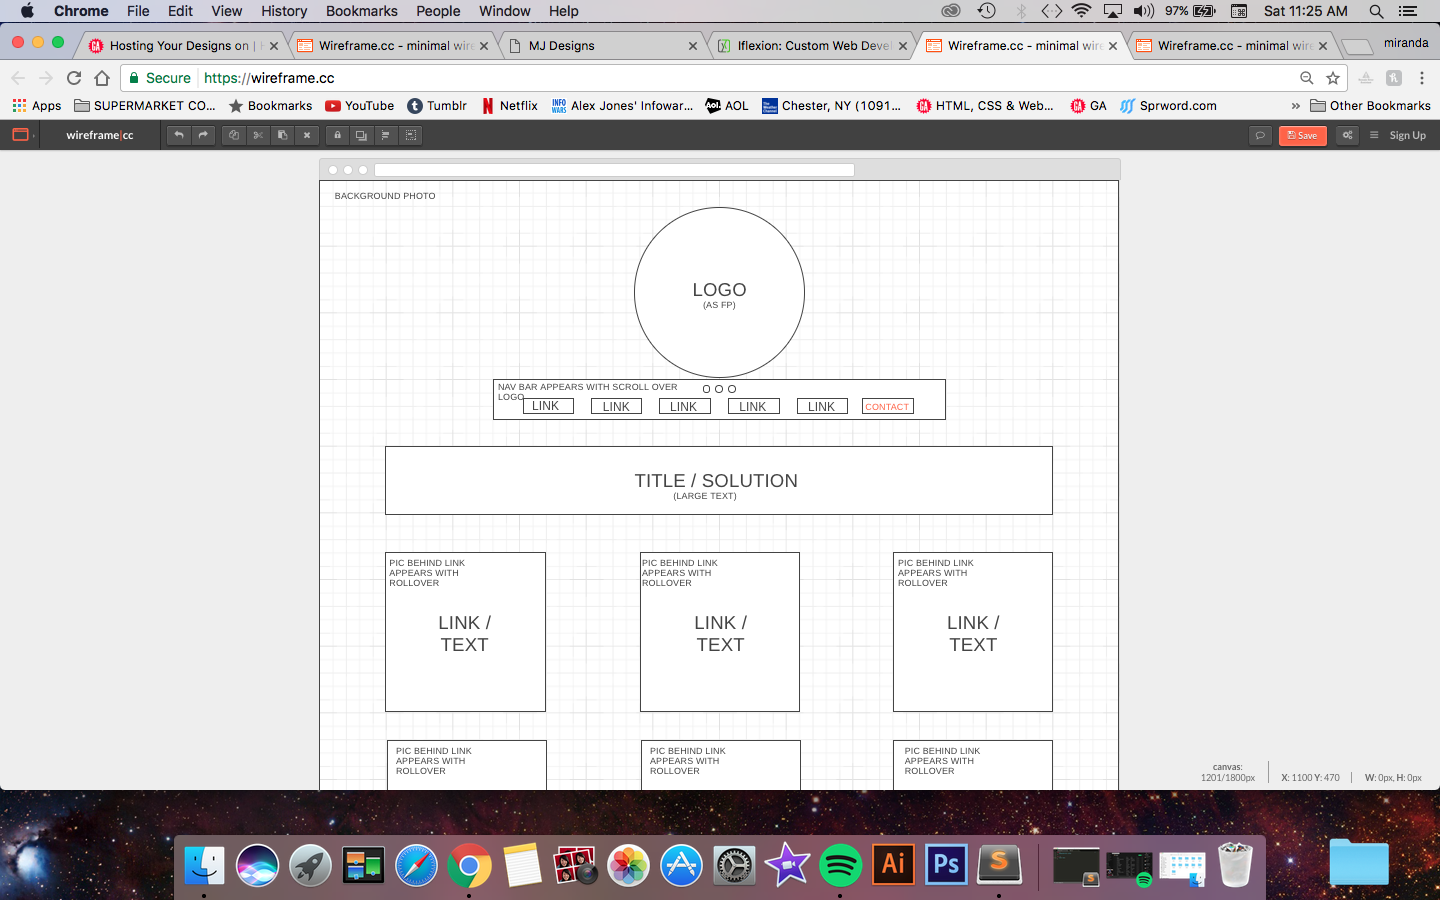 Chrome File Edit View History Bookmarks People Window Help 97% Sat 11:25 AM
Hosting Your Designs on | Wireframe.cc - minimal wire MJ Designs Iflexion: Custom Web Devel Wireframe.cc - minimal wire Wireframe.cc - minimal wire miranda
Secure https://wireframe.cc
Apps SUPERMARKET CO... Bookmarks YouTube Tumblr Netflix Alex Jones' Infowar... AOL Chester, NY (1091... HTML, CSS & Web... GA Sprword.com » Other Bookmarks
wireframe|cc Save Sign Up
BACKGROUND PHOTO
LOGO
(AS FP)
NAV BAR APPEARS WITH SCROLL OVER
LOGO
LINK LINK LINK LINK LINK CONTACT
TITLE / SOLUTION
(LARGE TEXT)
PIC BEHIND LINK
APPEARS WITH
ROLLOVER
LINK /
TEXT
PIC BEHIND LINK
APPEARS WITH
ROLLOVER
LINK /
TEXT
PIC BEHIND LINK
APPEARS WITH
ROLLOVER
LINK /
TEXT
PIC BEHIND LINK
APPEARS WITH
ROLLOVER
PIC BEHIND LINK
APPEARS WITH
ROLLOVER
PIC BEHIND LINK
APPEARS WITH
ROLLOVER
canvas:
1201/1800px X: 1100 Y: 470 W: 0px, H: 0px
Ai Ps S